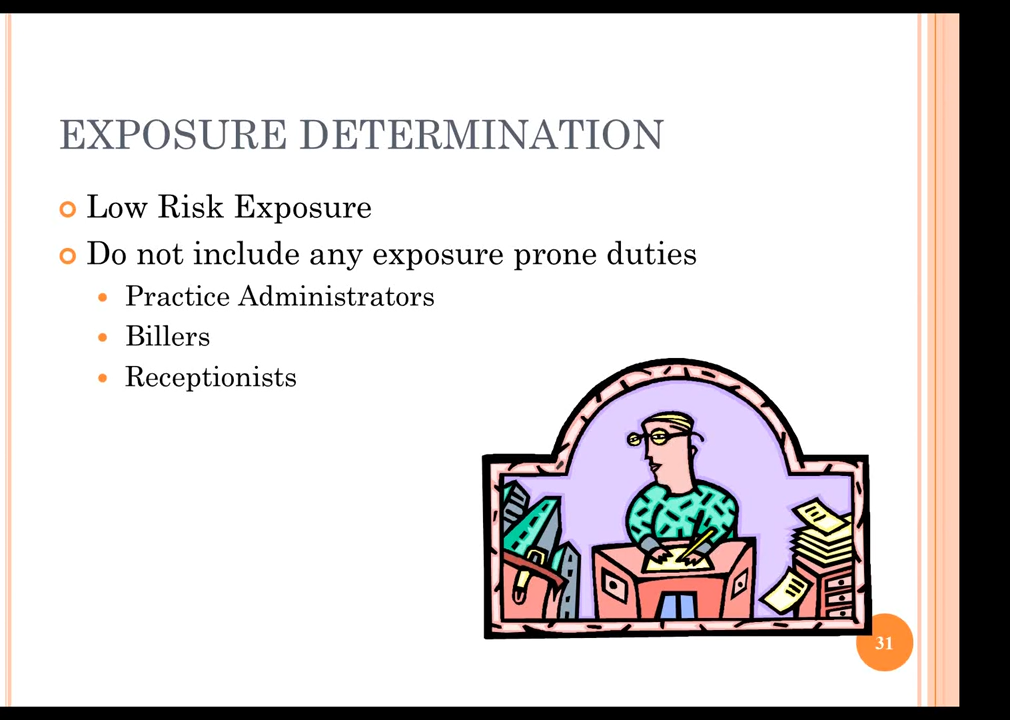 EXPOSURE DETERMINATION
Low Risk Exposure
Do not include any exposure prone duties
Practice Administrators
Billers
Receptionists
31